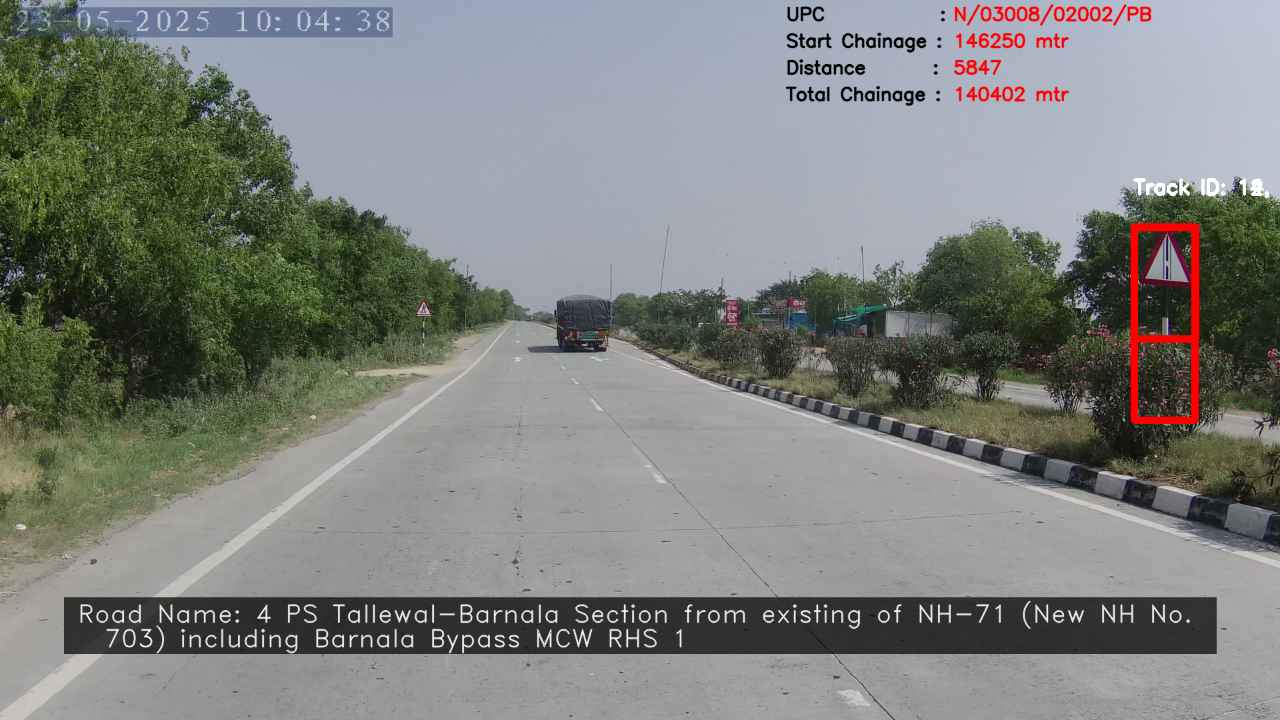 23-05-2025 10:04:38
UPC : N/03008/02002/PB
Start Chainage : 146250 mtr
Distance : 5847
Total Chainage : 140402 mtr
Track ID:
Road Name: 4 PS Tallewal-Barnala Section from existing of NH-71 (New NH No.
703) including Barnala Bypass MCW RHS 1